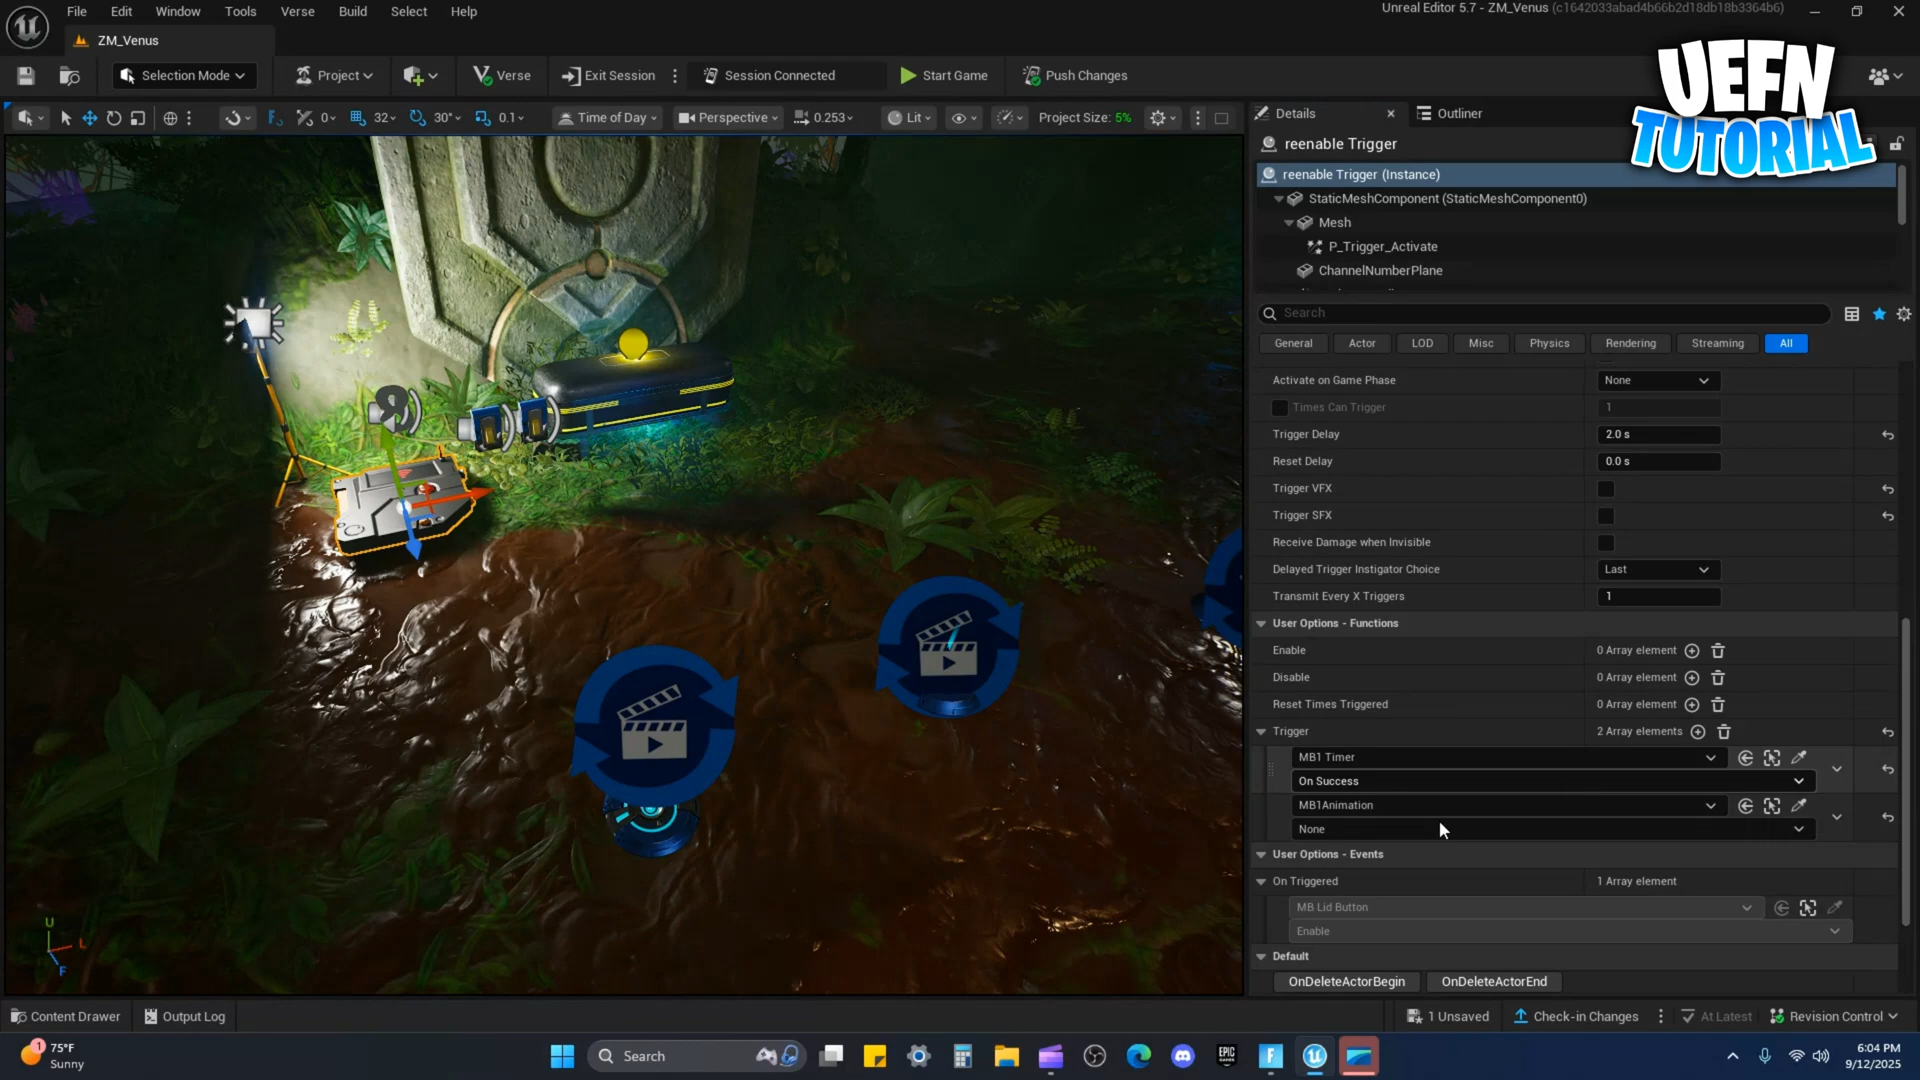 File Edit Window Tools Verse Build Select Help
Unreal Editor 5.7 - ZM_Venus (c1642033abad4b66b2d18db18b3364b6)
ZM_Venus
Selection Mode
Project
Verse
Exit Session
Session Connected
Start Game
Push Changes
UEFN
TUTORIAL
0
32
30°
0.1
Time of Day
Perspective
0.253
Lit
Project Size: 5%
Details
Outliner
reenable Trigger
reenable Trigger (Instance)
StaticMeshComponent (StaticMeshComponent0)
Mesh
P_Trigger_Activate
ChannelNumberPlane
Search
General Actor LOD Misc Physics Rendering Streaming All
Activate on Game Phase None
Times Can Trigger 1
Trigger Delay 2.0 s
Reset Delay 0.0 s
Trigger VFX
Trigger SFX
Receive Damage when Invisible
Delayed Trigger Instigator Choice Last
Transmit Every X Triggers 1
User Options - Functions
Enable 0 Array element
Disable 0 Array element
Reset Times Triggered 0 Array element
Trigger 2 Array elements
MB1 Timer
On Success
MB1Animation
None
User Options - Events
On Triggered 1 Array element
MB Lid Button
Enable
Default
OnDeleteActorBegin OnDeleteActorEnd
U
L
F
Content Drawer
Output Log
1 Unsaved
Check-in Changes
At Latest
Revision Control
1
75°F
Sunny
Search
EPIC
GAMES
6:04 PM
9/12/2025